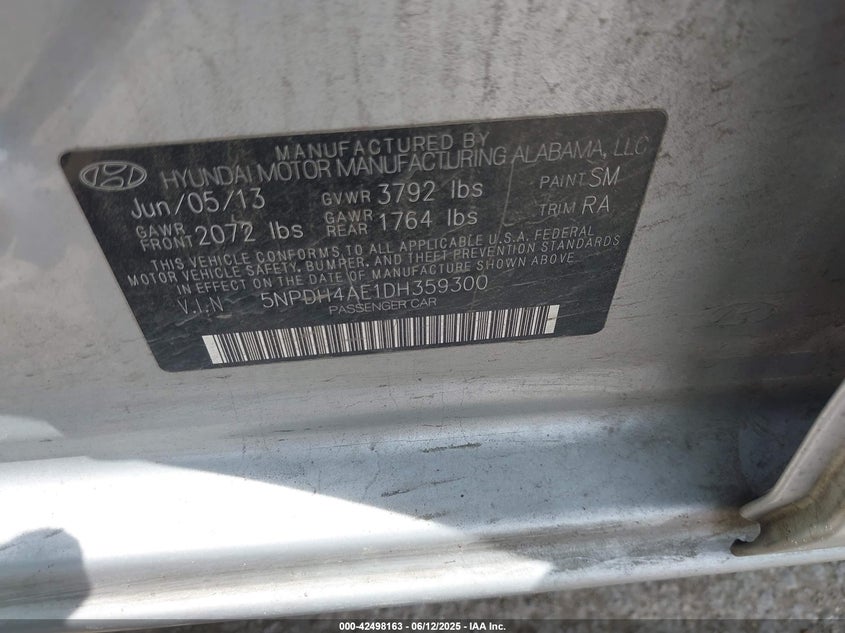 MANUFACTURED BY
HYUNDAI MOTOR MANUFACTURING ALABAMA, LLC
Jun/05/13 GVWR 3792 lbs PAINT SM
GAWR FRONT 2072 lbs GAWR REAR 1764 lbs TRIM RA
THIS VEHICLE CONFORMS TO ALL APPLICABLE U.S.A. FEDERAL
MOTOR VEHICLE SAFETY, BUMPER, AND THEFT PREVENTION STANDARDS
IN EFFECT ON THE DATE OF MANUFACTURE SHOWN ABOVE.
V.I.N 5NPDH4AE1DH359300
PASSENGER CAR
000-42498163 - 06/12/2025 - IAA Inc.